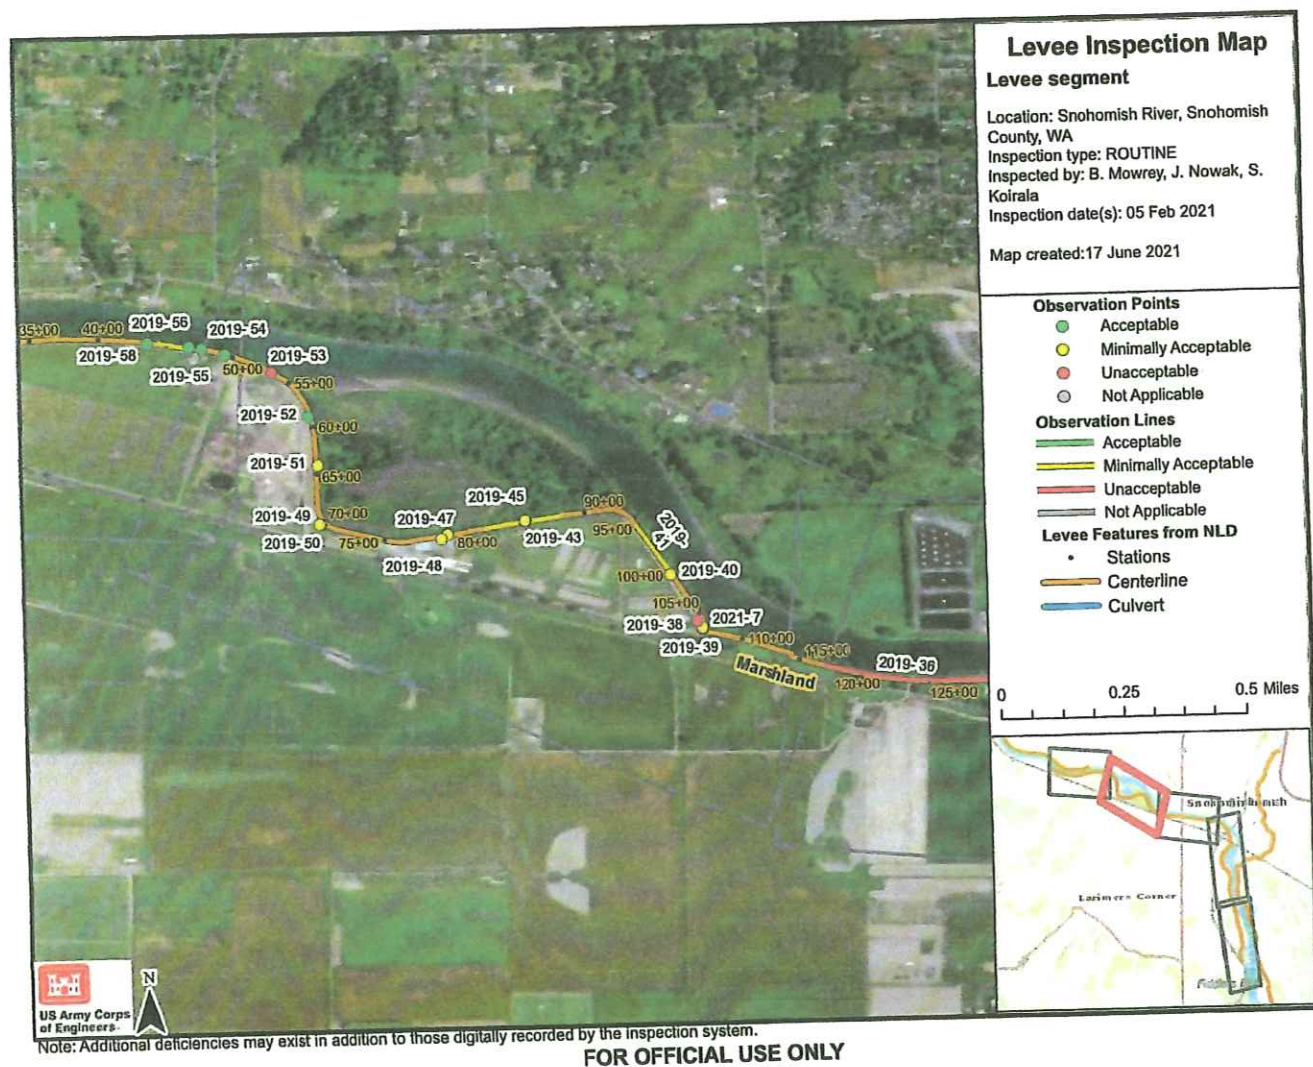 Levee Inspection Map
Levee segment
Location: Snohomish River, Snohomish
County, WA
Inspection type: ROUTINE
Inspected by: B. Mowrey, J. Nowak, S.
Koirala
Inspection date(s): 05 Feb 2021
Map created:17 June 2021
Observation Points
Acceptable
Minimally Acceptable
Unacceptable
Not Applicable
Observation Lines
Acceptable
Minimally Acceptable
Unacceptable
Not Applicable
Levee Features from NLD
Stations
Centerline
Culvert
0 0.25 0.5 Miles
35+00
40+00
2019-56
2019-58
2019-54
2019-55
50+00
2019-53
55+00
2019-52
60+00
2019-51
65+00
2019-49
70+00
2019-50
75+00
2019-47
2019-48
80+00
2019-45
2019-43
90+00
95+00
2019-
41
100+00
2019-40
105+00
2019-38
2021-7
2019-39
110+00
Marshland
115+00
2019-36
120+00
125+00
Larimers Corner
N
US Army Corps
of Engineers
Note: Additional deficiencies may exist in addition to those digitally recorded by the inspection system.
FOR OFFICIAL USE ONLY